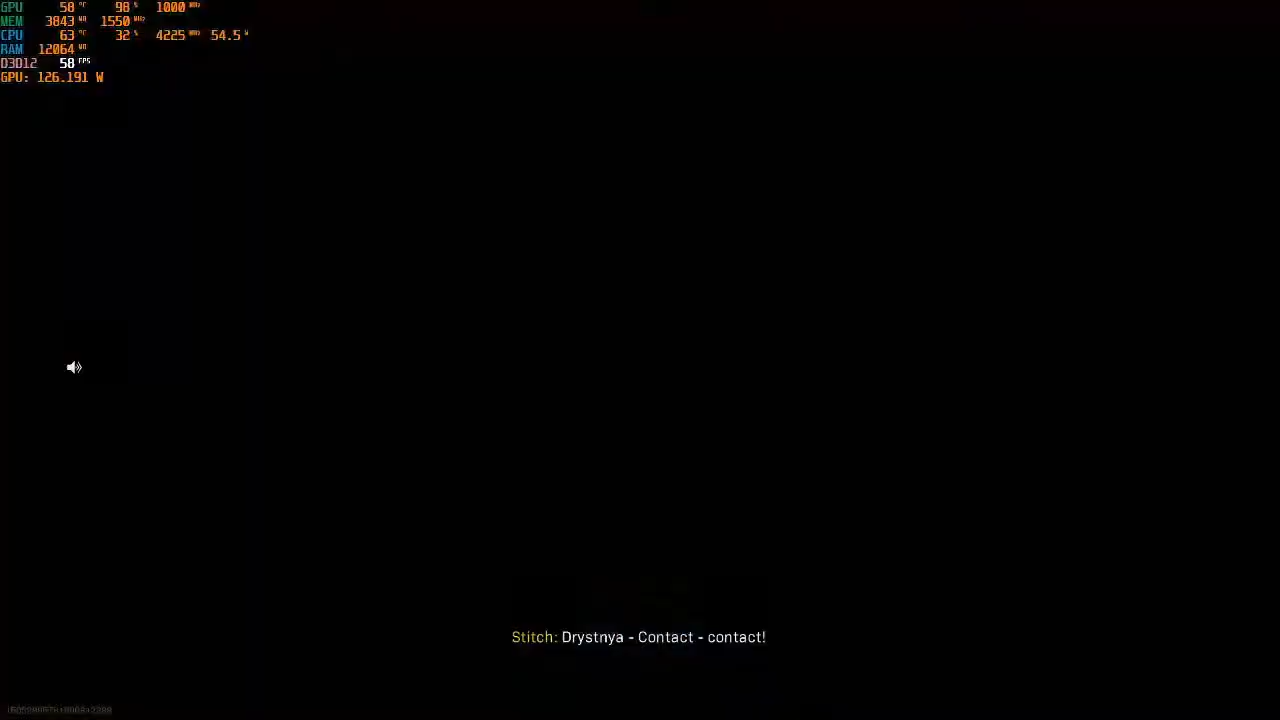 GPU 58 °C 98 % 1000 MHz
MEM 3843 MB 1550 MHz
CPU 63 °C 32 % 4225 MHz 54.5 W
RAM 12064 MB
D3D12 58 FPS
GPU: 126.191 W
Stitch: Drystnya - Contact - contact!